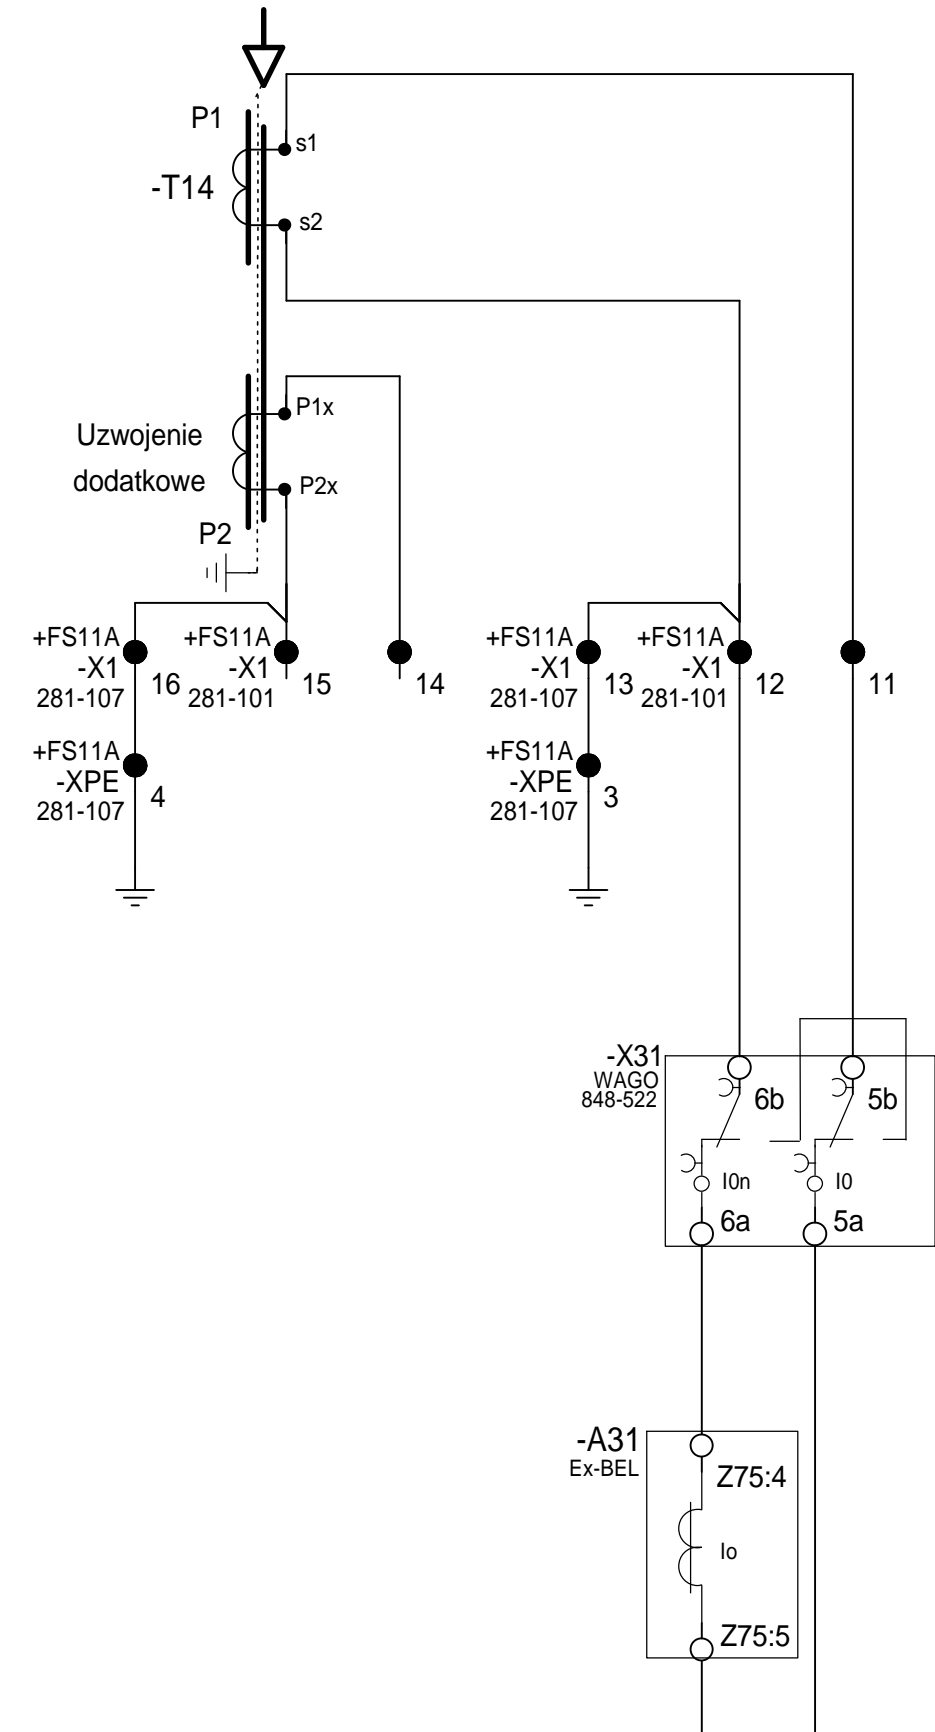 P1
s1
-T14
s2
P1x
Uzwojenie
dodatkowe
P2x
P2
+FS11A
-X1
281-107
16
+FS11A
-X1
281-101
15
14
+FS11A
-X1
281-107
13
+FS11A
-X1
281-101
12
11
+FS11A
-XPE
281-107
4
+FS11A
-XPE
281-107
3
-X31
WAGO
848-522
6b
5b
I0n
I0
6a
5a
-A31
Ex-BEL
Z75:4
Io
Z75:5